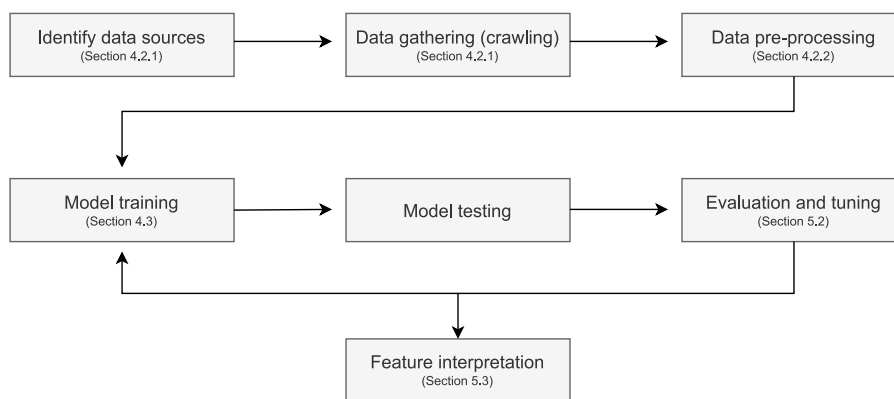 Identify data sources
(Section 4.2.1)
Data gathering (crawling)
(Section 4.2.1)
Data pre-processing
(Section 4.2.2)
Model training
(Section 4.3)
Model testing
Evaluation and tuning
(Section 5.2)
Feature interpretation
(Section 5.3)